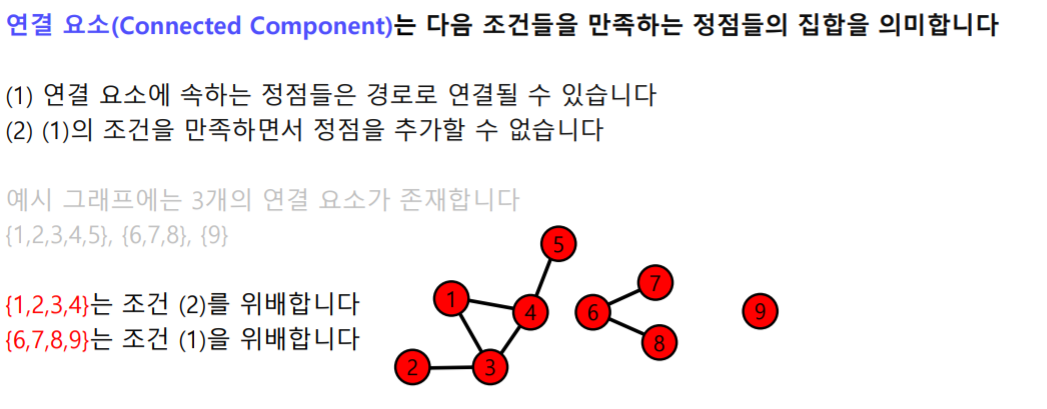 연결 요소(Connected Component)는 다음 조건들을 만족하는 정점들의 집합을 의미합니다
(1) 연결 요소에 속하는 정점들은 경로로 연결될 수 있습니다
(2) (1)의 조건을 만족하면서 정점을 추가할 수 없습니다
예시 그래프에는 3개의 연결 요소가 존재합니다
{1,2,3,4,5}, {6,7,8}, {9}
{1,2,3,4}는 조건 (2)를 위배합니다
{6,7,8,9}는 조건 (1)을 위배합니다
5
1
4
2
3
7
6
8
9